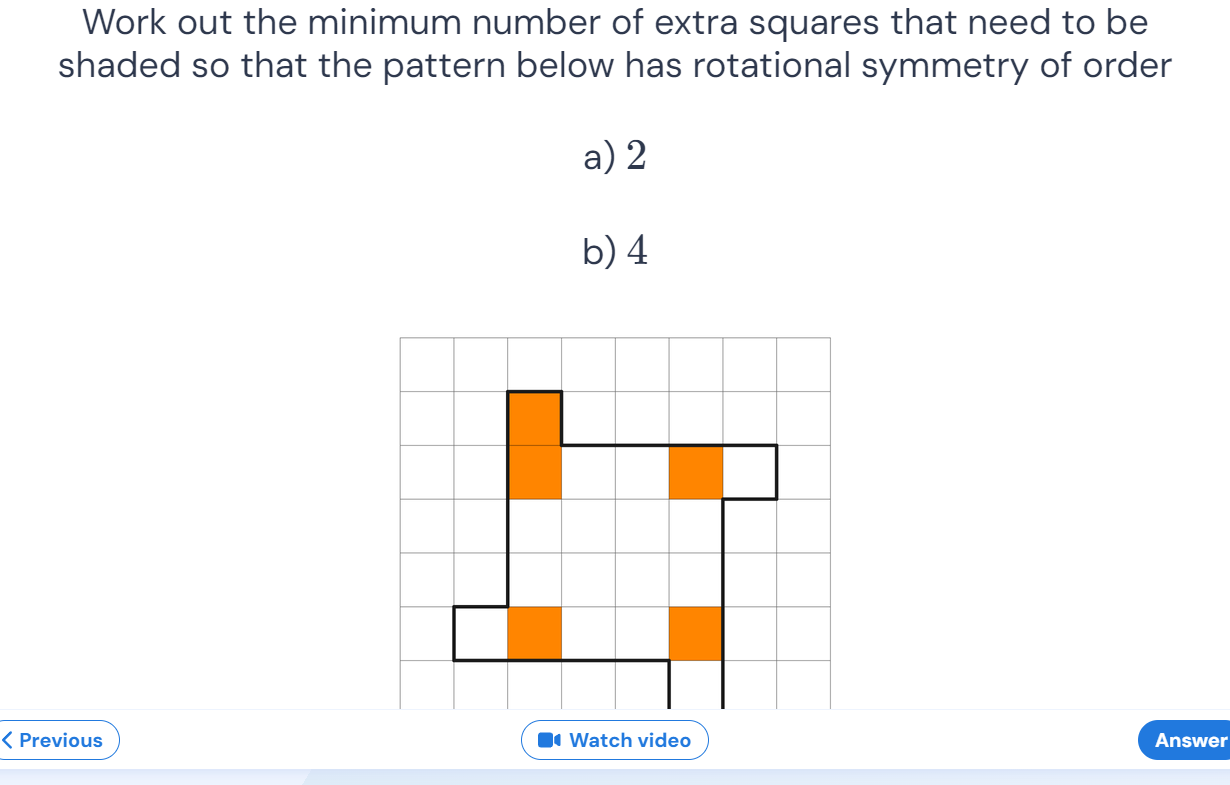 Work out the minimum number of extra squares that need to be
shaded so that the pattern below has rotational symmetry of order
a) 2
b) 4
Previous
Watch video
Answer